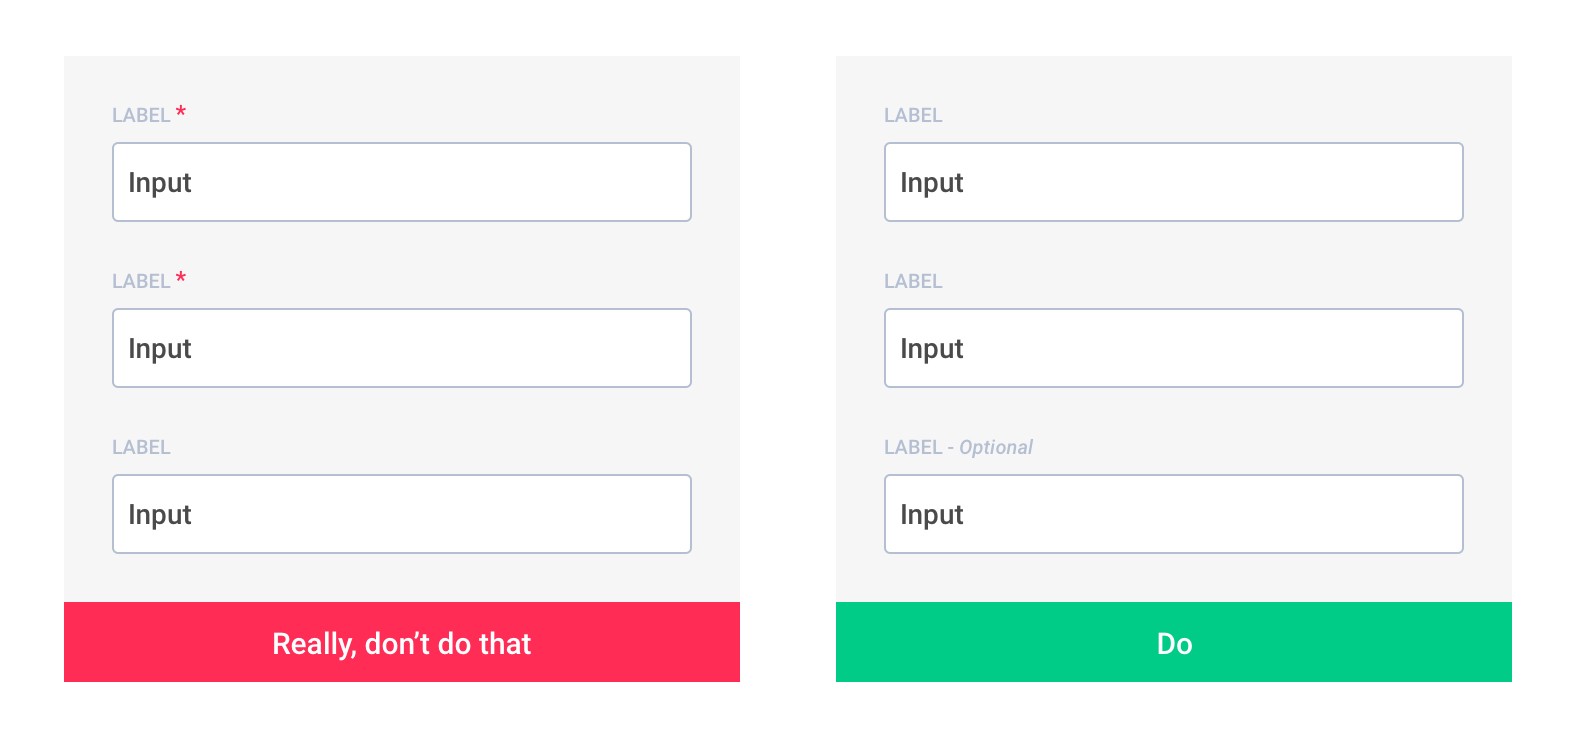 LABEL *
Input
LABEL *
Input
LABEL
Input
Really, don’t do that
LABEL
Input
LABEL
Input
LABEL - Optional
Input
Do